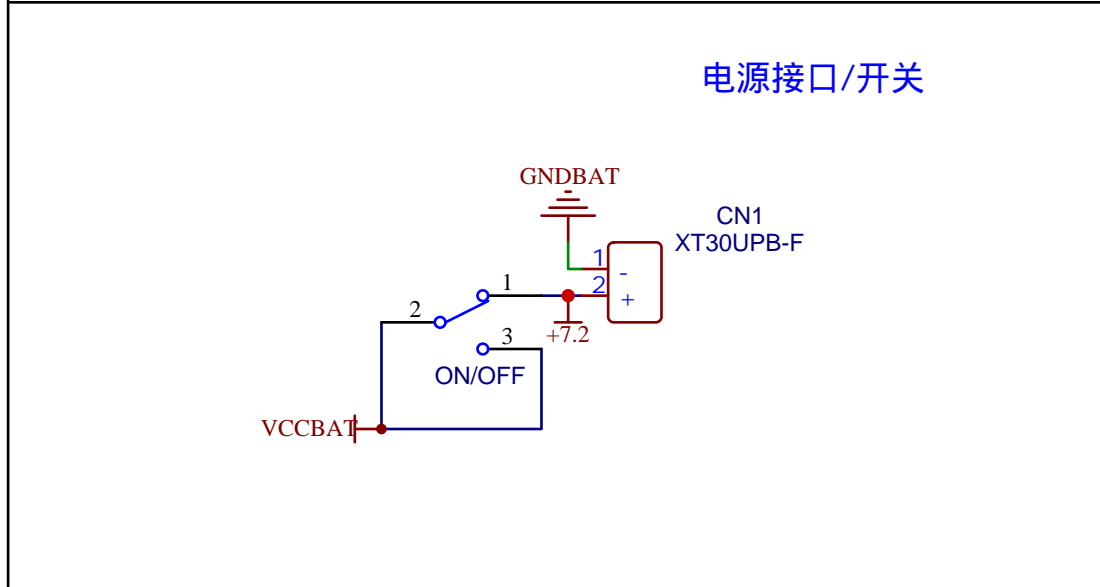 电源接口/开关
GNDBAT
CN1
XT30UPB-F
1
-
2
+
1
2
3
+7.2
ON/OFF
VCCBAT